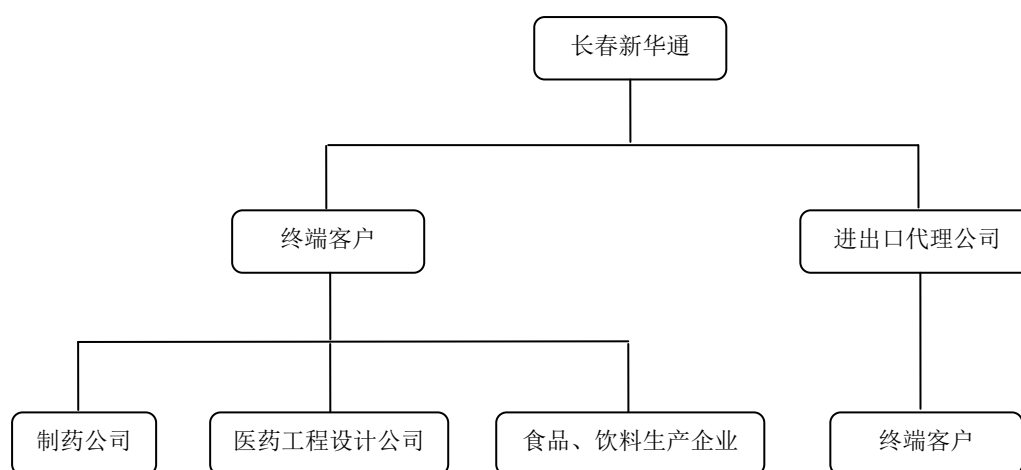 长春新华通
终端客户
进出口代理公司
制药公司
医药工程设计公司
食品、饮料生产企业
终端客户